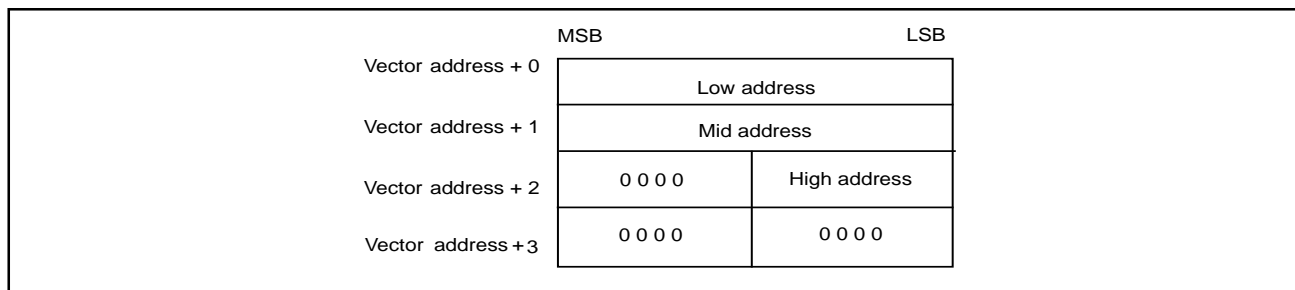 MSB LSB
Vector address + 0
Low address
Vector address + 1 Mid address
Vector address + 2 0 0 0 0 High address
Vector address + 3 0 0 0 0 0 0 0 0